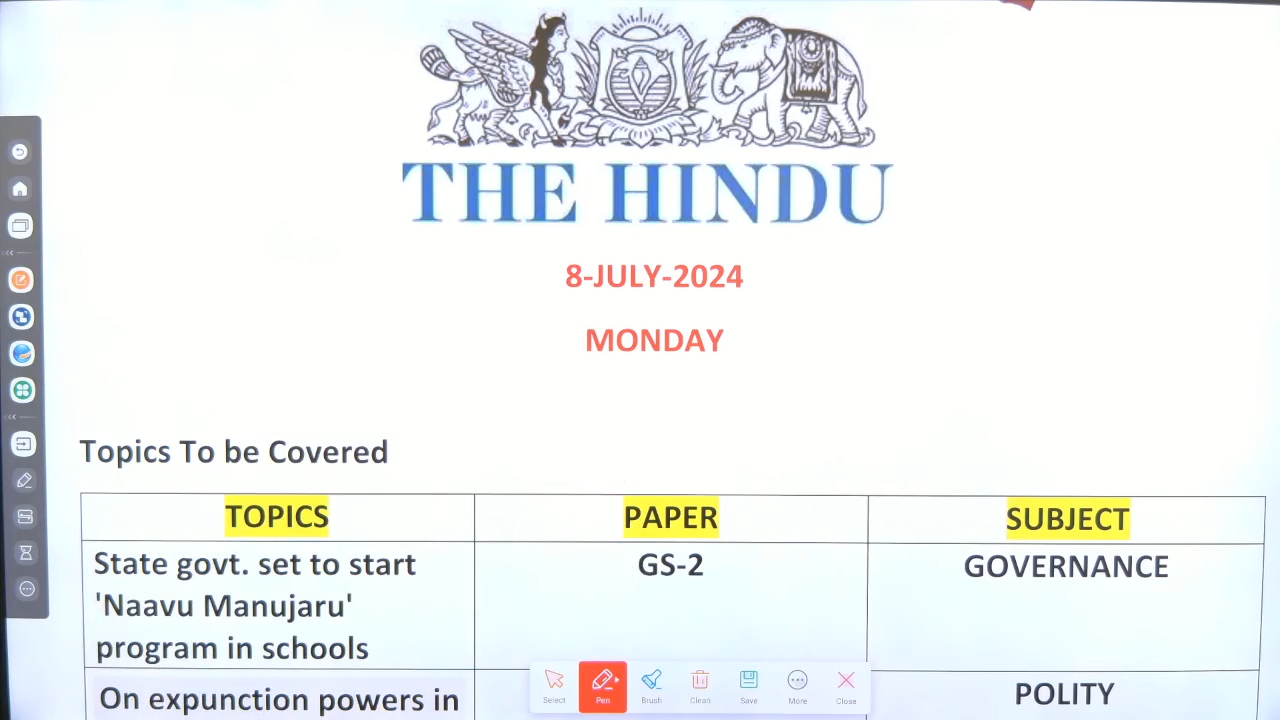 THE HINDU
8-JULY-2024
MONDAY
Topics To be Covered
TOPICS PAPER SUBJECT
State govt. set to start GS-2 GOVERNANCE
'Naavu Manujaru'
program in schools
On expunction powers in POLITY
Select Pen Brush Clean Save More Close